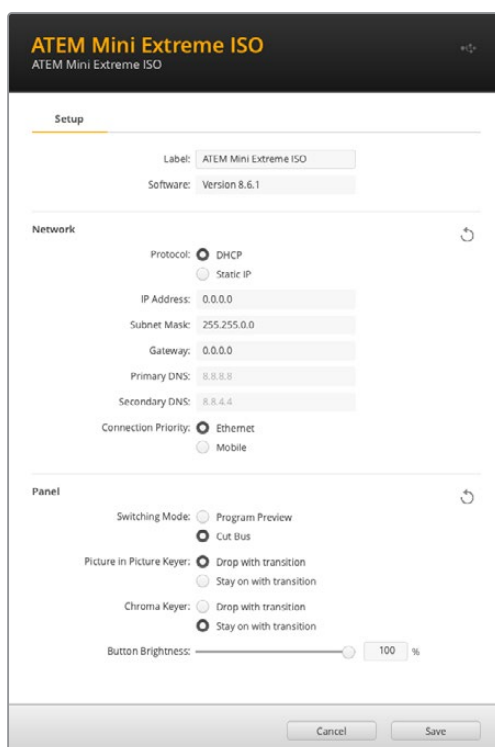 ATEM Mini Extreme ISO
ATEM Mini Extreme ISO
Setup
Label: ATEM Mini Extreme ISO
Software: Version 8.6.1
Network
Protocol: DHCP
Static IP
IP Address: 0.0.0.0
Subnet Mask: 255.255.0.0
Gateway: 0.0.0.0
Primary DNS: 8.8.8.8
Secondary DNS: 8.8.4.4
Connection Priority: Ethernet
Mobile
Panel
Switching Mode: Program Preview
Cut Bus
Picture in Picture Keyer: Drop with transition
Stay on with transition
Chroma Keyer: Drop with transition
Stay on with transition
Button Brightness: 100 %
Cancel Save